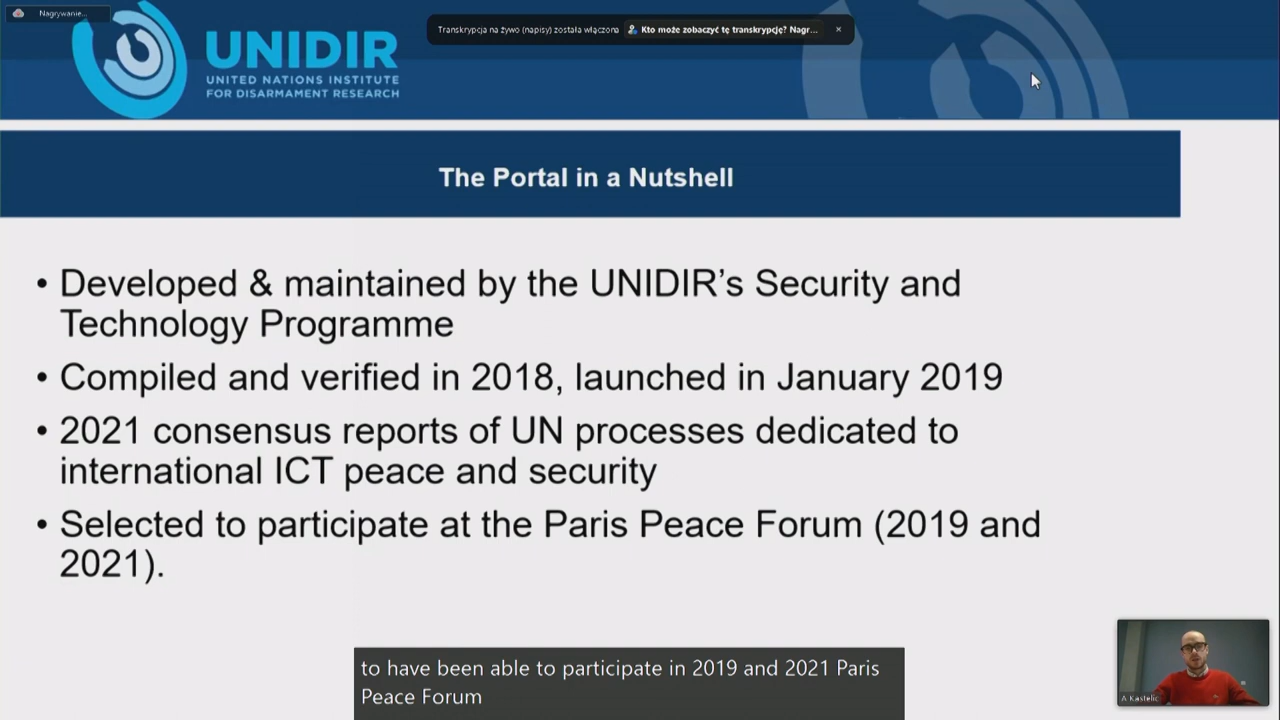 Nagrywanie...
Transkrypcja na żywo (napisy) została włączona Kto może zobaczyć tę transkrypcję? Nagr... ×
UNIDIR
UNITED NATIONS INSTITUTE
FOR DISARMAMENT RESEARCH
The Portal in a Nutshell
• Developed & maintained by the UNIDIR’s Security and
Technology Programme
• Compiled and verified in 2018, launched in January 2019
• 2021 consensus reports of UN processes dedicated to
international ICT peace and security
• Selected to participate at the Paris Peace Forum (2019 and
2021).
to have been able to participate in 2019 and 2021 Paris
Peace Forum
A Kastelic